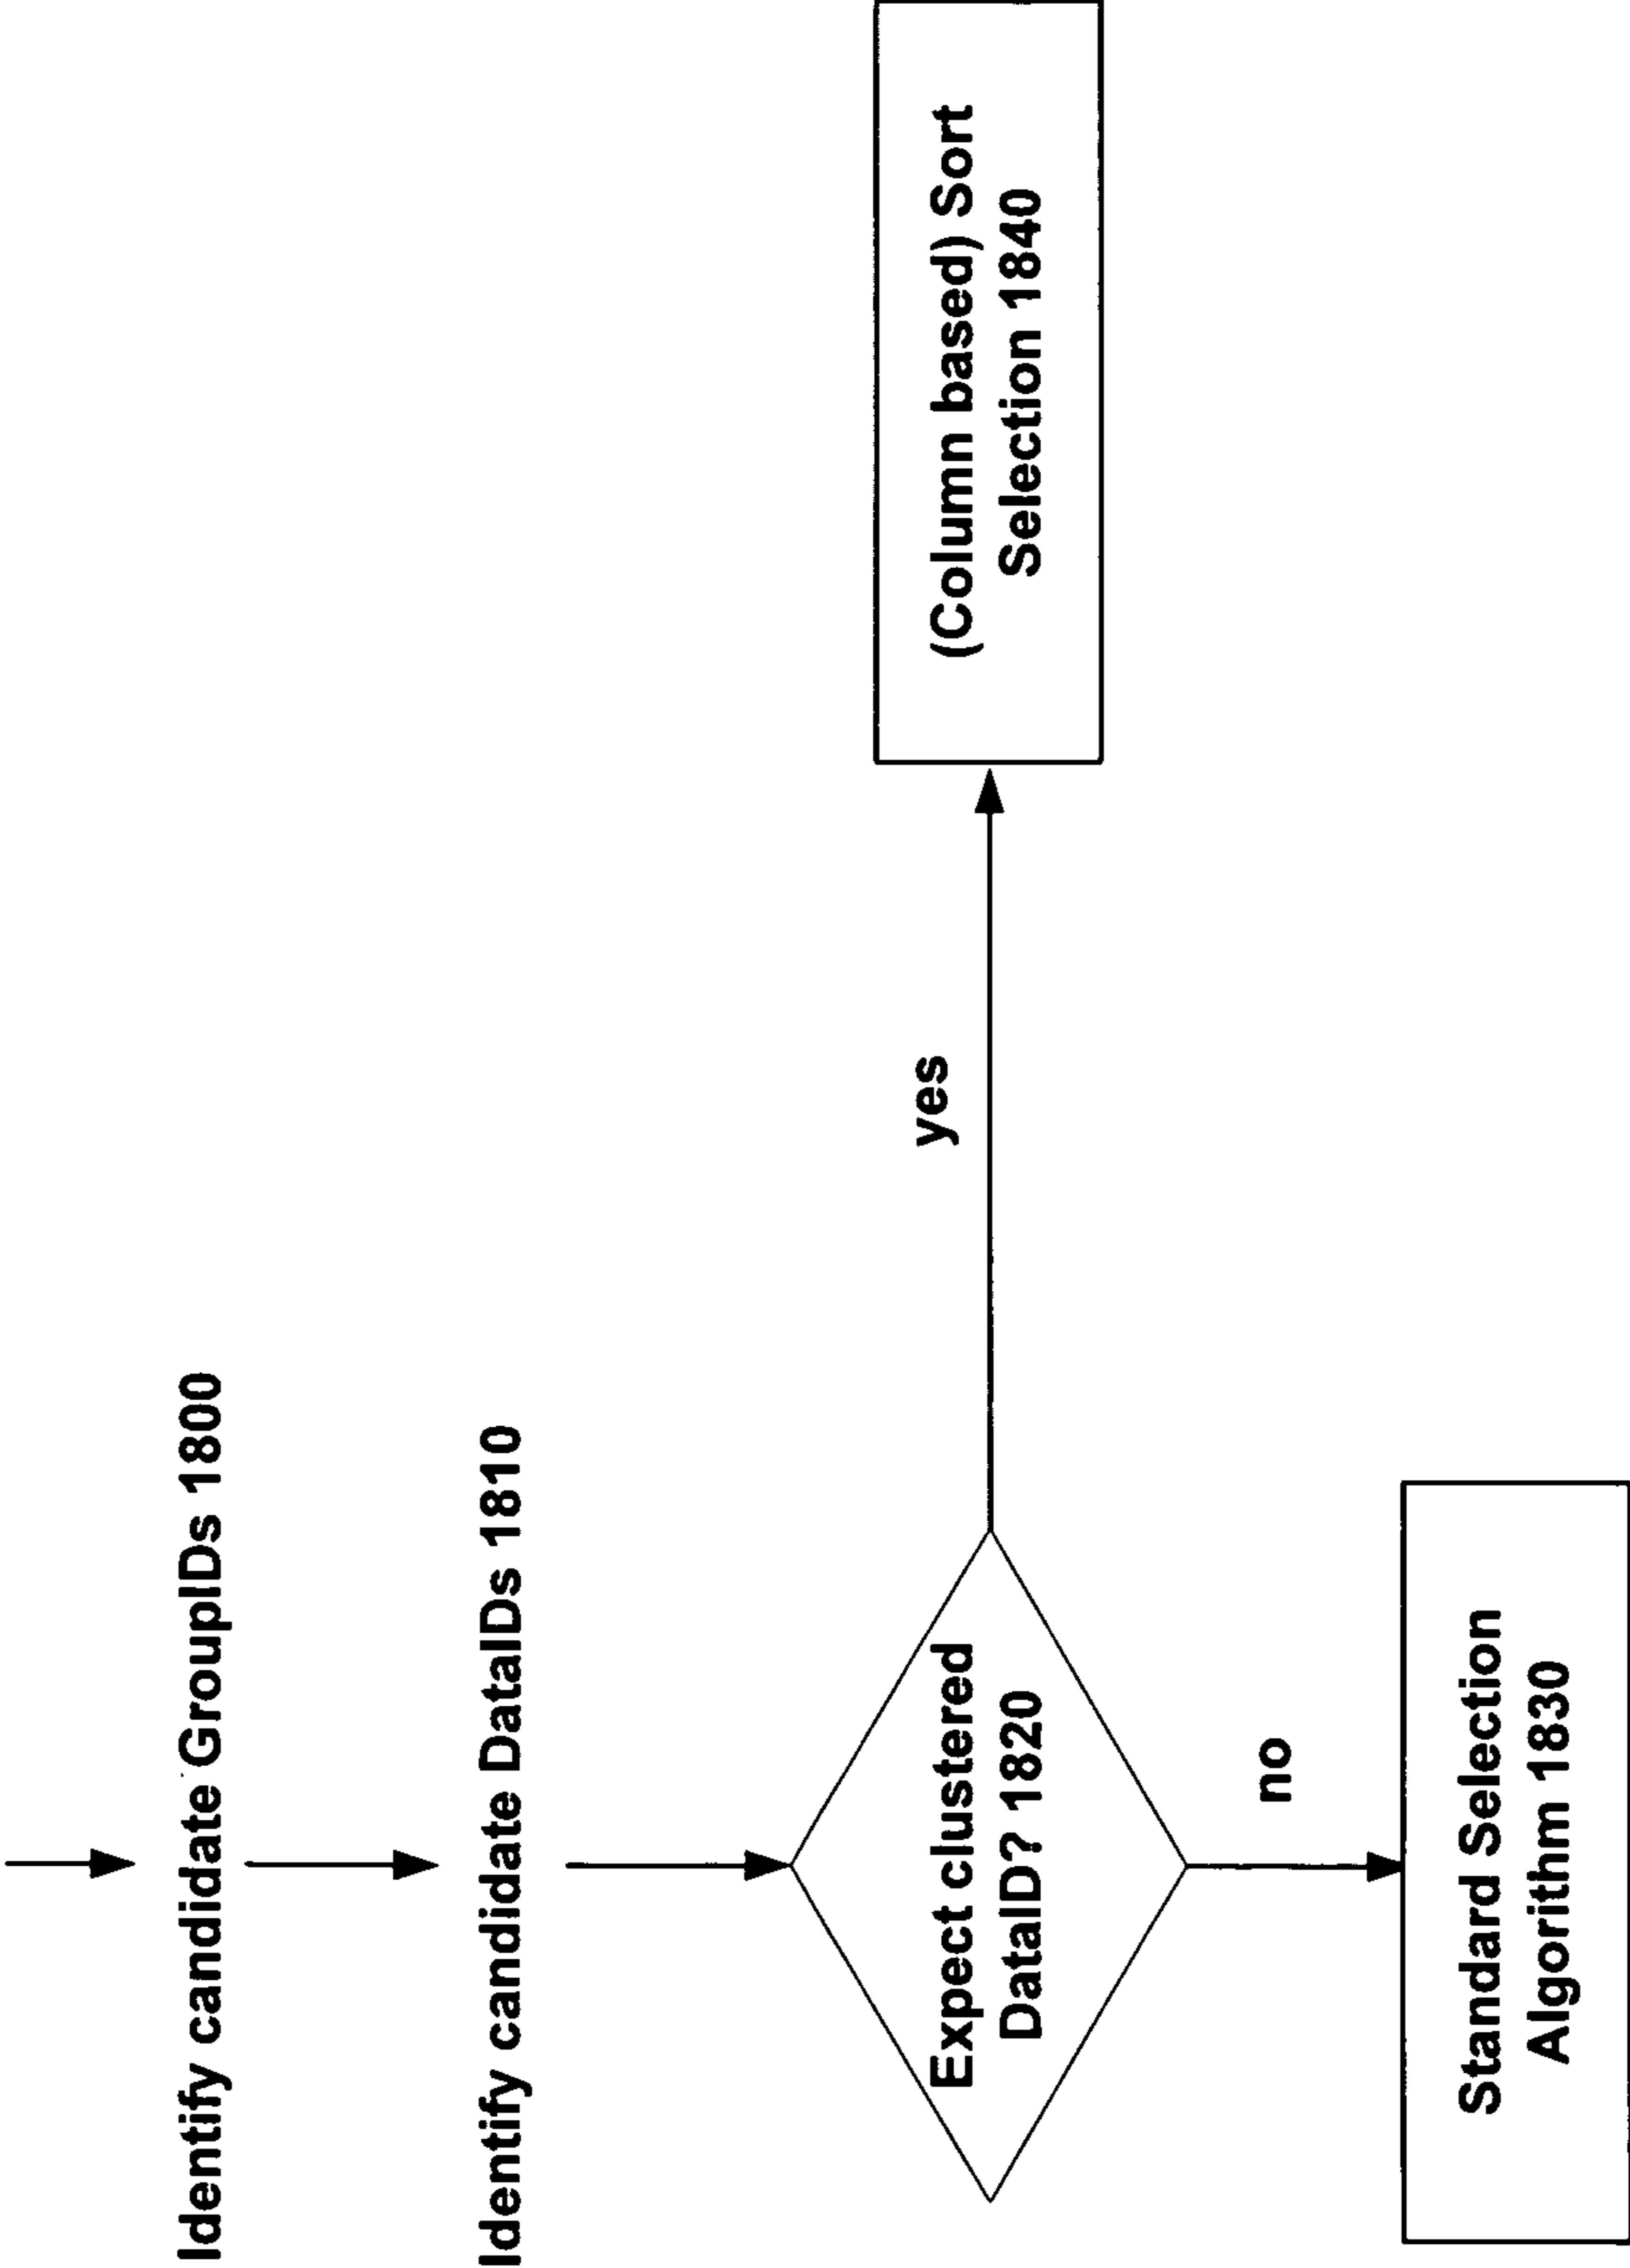 Identify candidate GroupIDs 1800
Identify candidate DataIDs 1810
Expect clustered
DataID? 1820
yes
(Column based) Sort
Selection 1840
no
Standard Selection
Algorithm 1830